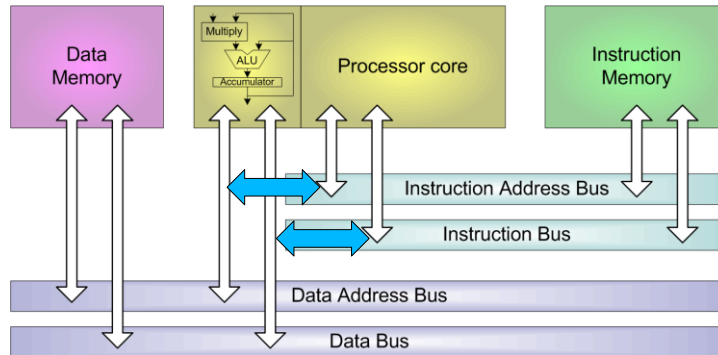 Data
Memory
Multiply
ALU
Accumulator
Processor core
Instruction
Memory
Instruction Address Bus
Instruction Bus
Data Address Bus
Data Bus